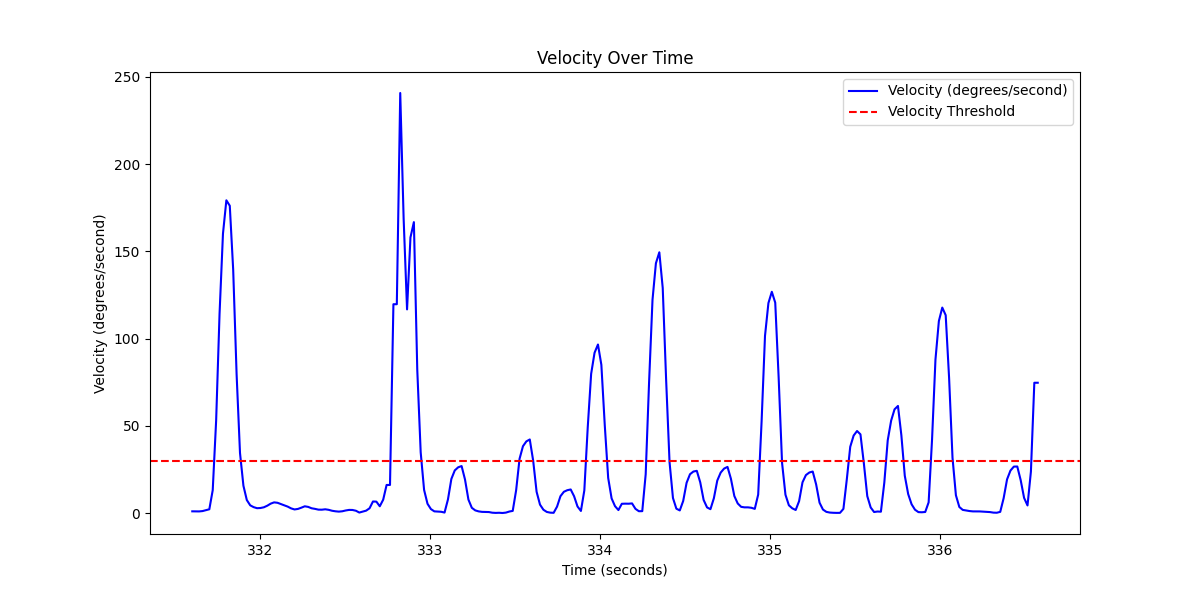 Velocity Over Time
Velocity (degrees/second)
Velocity Threshold
250
200
150
100
50
0
Velocity (degrees/second)
332
333
334
335
336
Time (seconds)